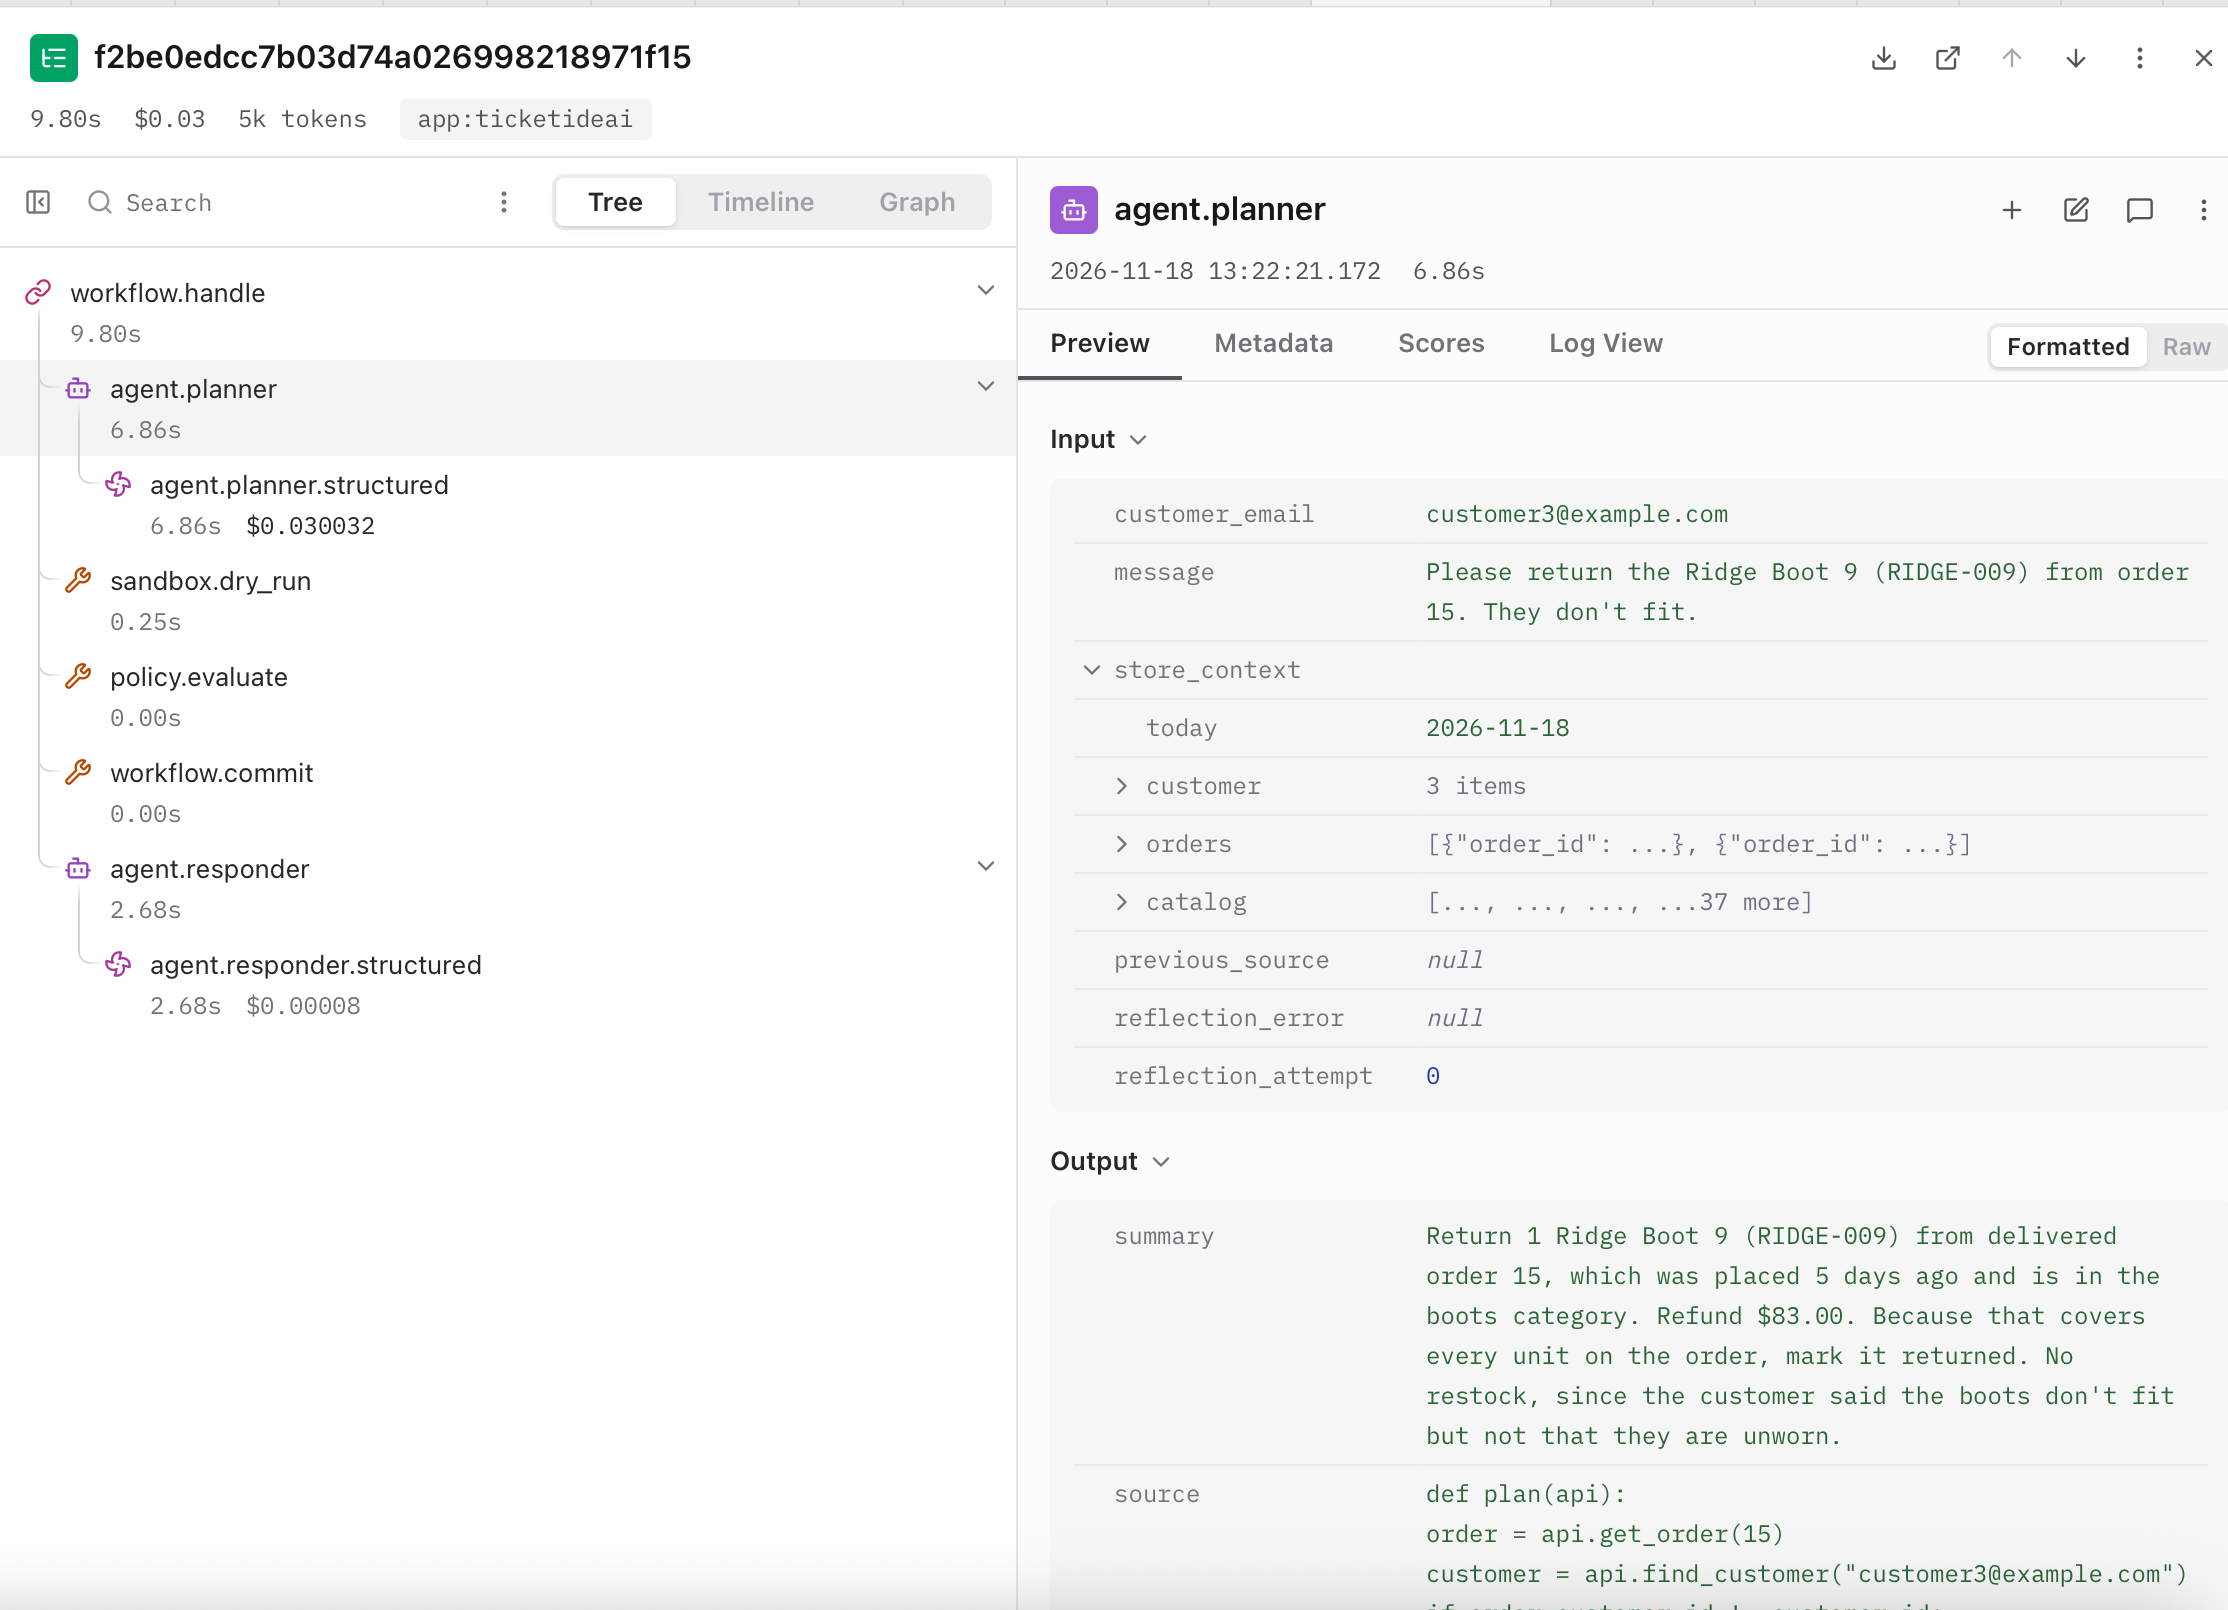 f2be0edcc7b03d74a026998218971f15
9.80s $0.03 5k tokens app:ticketideai
Search
Tree Timeline Graph
workflow.handle
9.80s
agent.planner
6.86s
agent.planner.structured
6.86s $0.030032
sandbox.dry_run
0.25s
policy.evaluate
0.00s
workflow.commit
0.00s
agent.responder
2.68s
agent.responder.structured
2.68s $0.00008
agent.planner
2026-11-18 13:22:21.172 6.86s
Preview Metadata Scores Log View Formatted Raw
Input
customer_email customer3@example.com
message Please return the Ridge Boot 9 (RIDGE-009) from order
15. They don't fit.
store_context
today 2026-11-18
customer 3 items
orders [{"order_id": ...}, {"order_id": ...}]
catalog [..., ..., ..., ...37 more]
previous_source null
reflection_error null
reflection_attempt 0
Output
summary Return 1 Ridge Boot 9 (RIDGE-009) from delivered
order 15, which was placed 5 days ago and is in the
boots category. Refund $83.00. Because that covers
every unit on the order, mark it returned. No
restock, since the customer said the boots don't fit
but not that they are unworn.
source def plan(api):
order = api.get_order(15)
customer = api.find_customer("customer3@example.com")